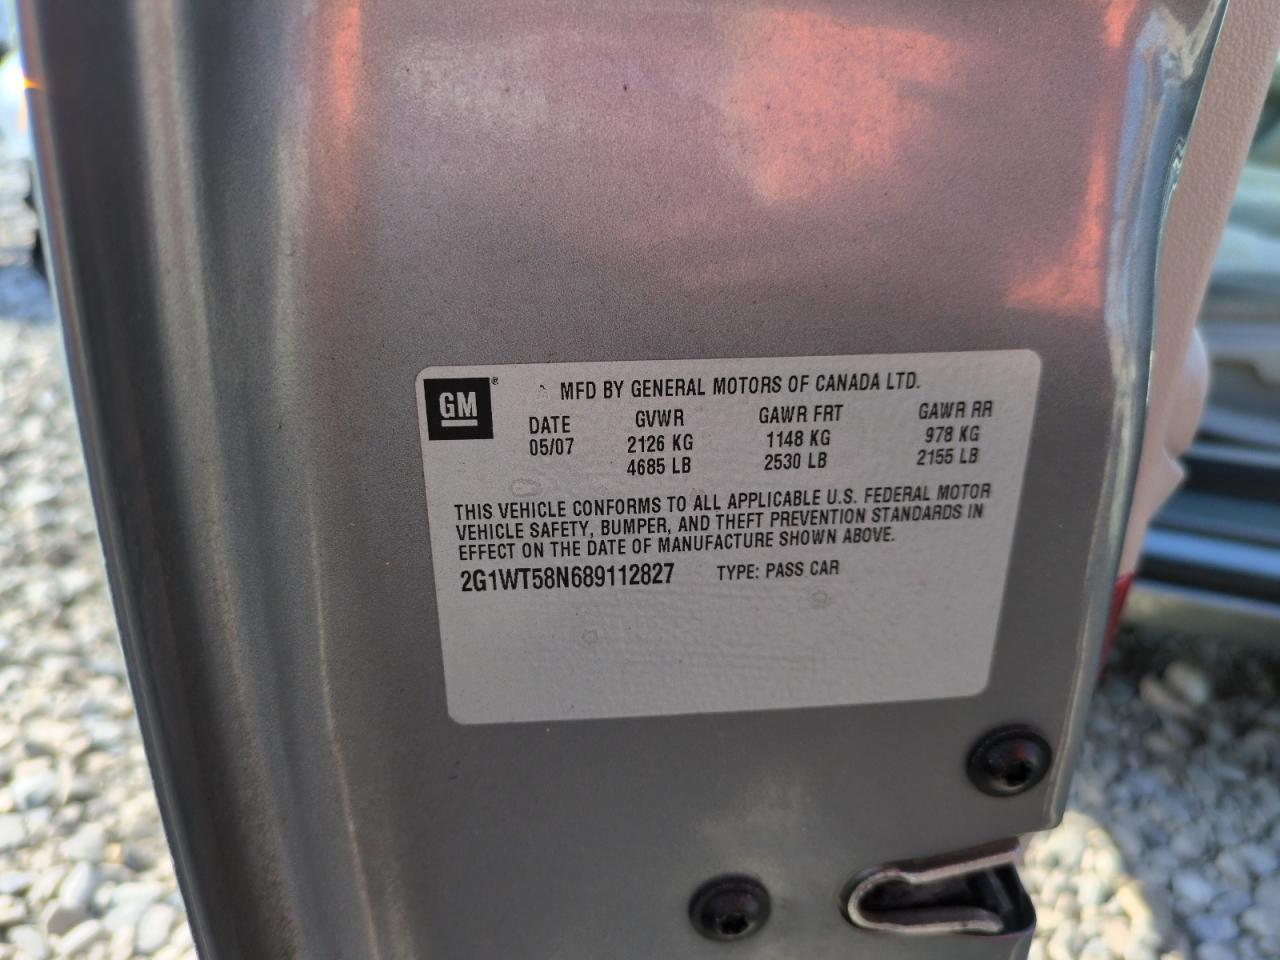 GM ®
MFD BY GENERAL MOTORS OF CANADA LTD.
DATE GVWR GAWR FRT GAWR RR
05/07 2126 KG 1148 KG 978 KG
4685 LB 2530 LB 2155 LB
THIS VEHICLE CONFORMS TO ALL APPLICABLE U.S. FEDERAL MOTOR
VEHICLE SAFETY, BUMPER, AND THEFT PREVENTION STANDARDS IN
EFFECT ON THE DATE OF MANUFACTURE SHOWN ABOVE.
2G1WT58N689112827 TYPE: PASS CAR